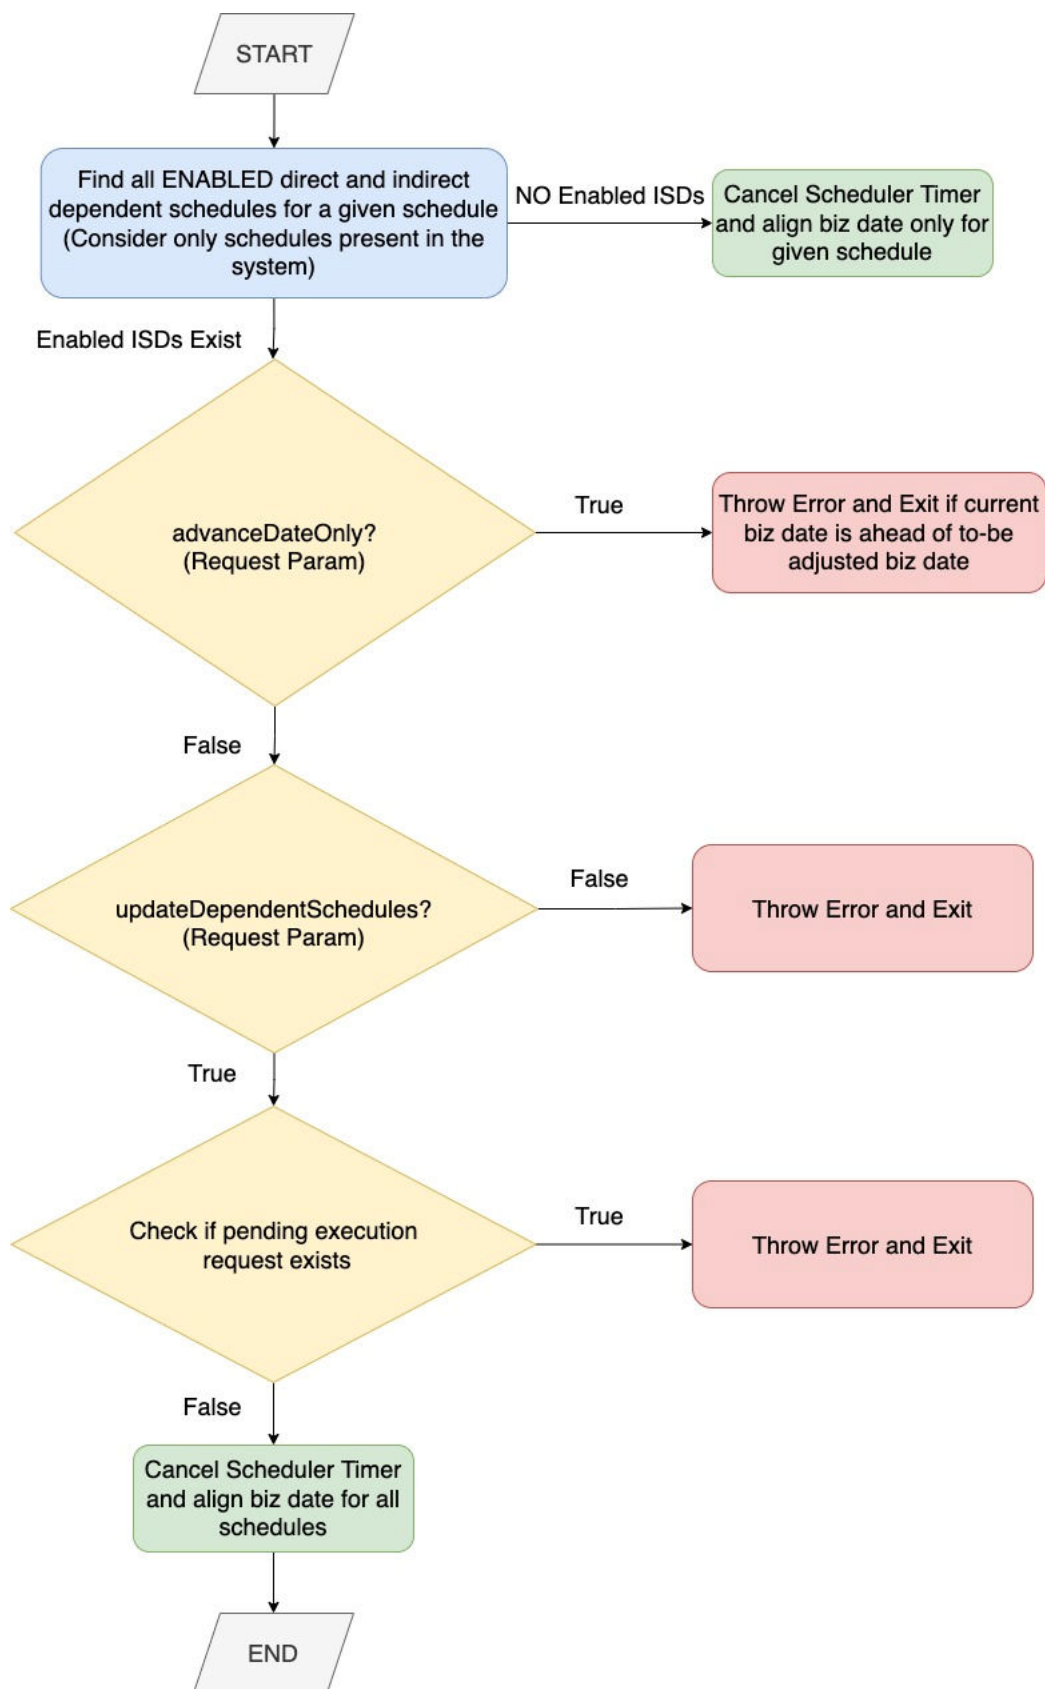 START
Find all ENABLED direct and indirect
dependent schedules for a given schedule
(Consider only schedules present in the
system)
NO Enabled ISDs
Cancel Scheduler Timer
and align biz date only for
given schedule
Enabled ISDs Exist
advanceDateOnly?
(Request Param)
True
Throw Error and Exit if current
biz date is ahead of to-be
adjusted biz date
False
updateDependentSchedules?
(Request Param)
False
Throw Error and Exit
True
Check if pending execution
request exists
True
Throw Error and Exit
False
Cancel Scheduler Timer
and align biz date for all
schedules
END